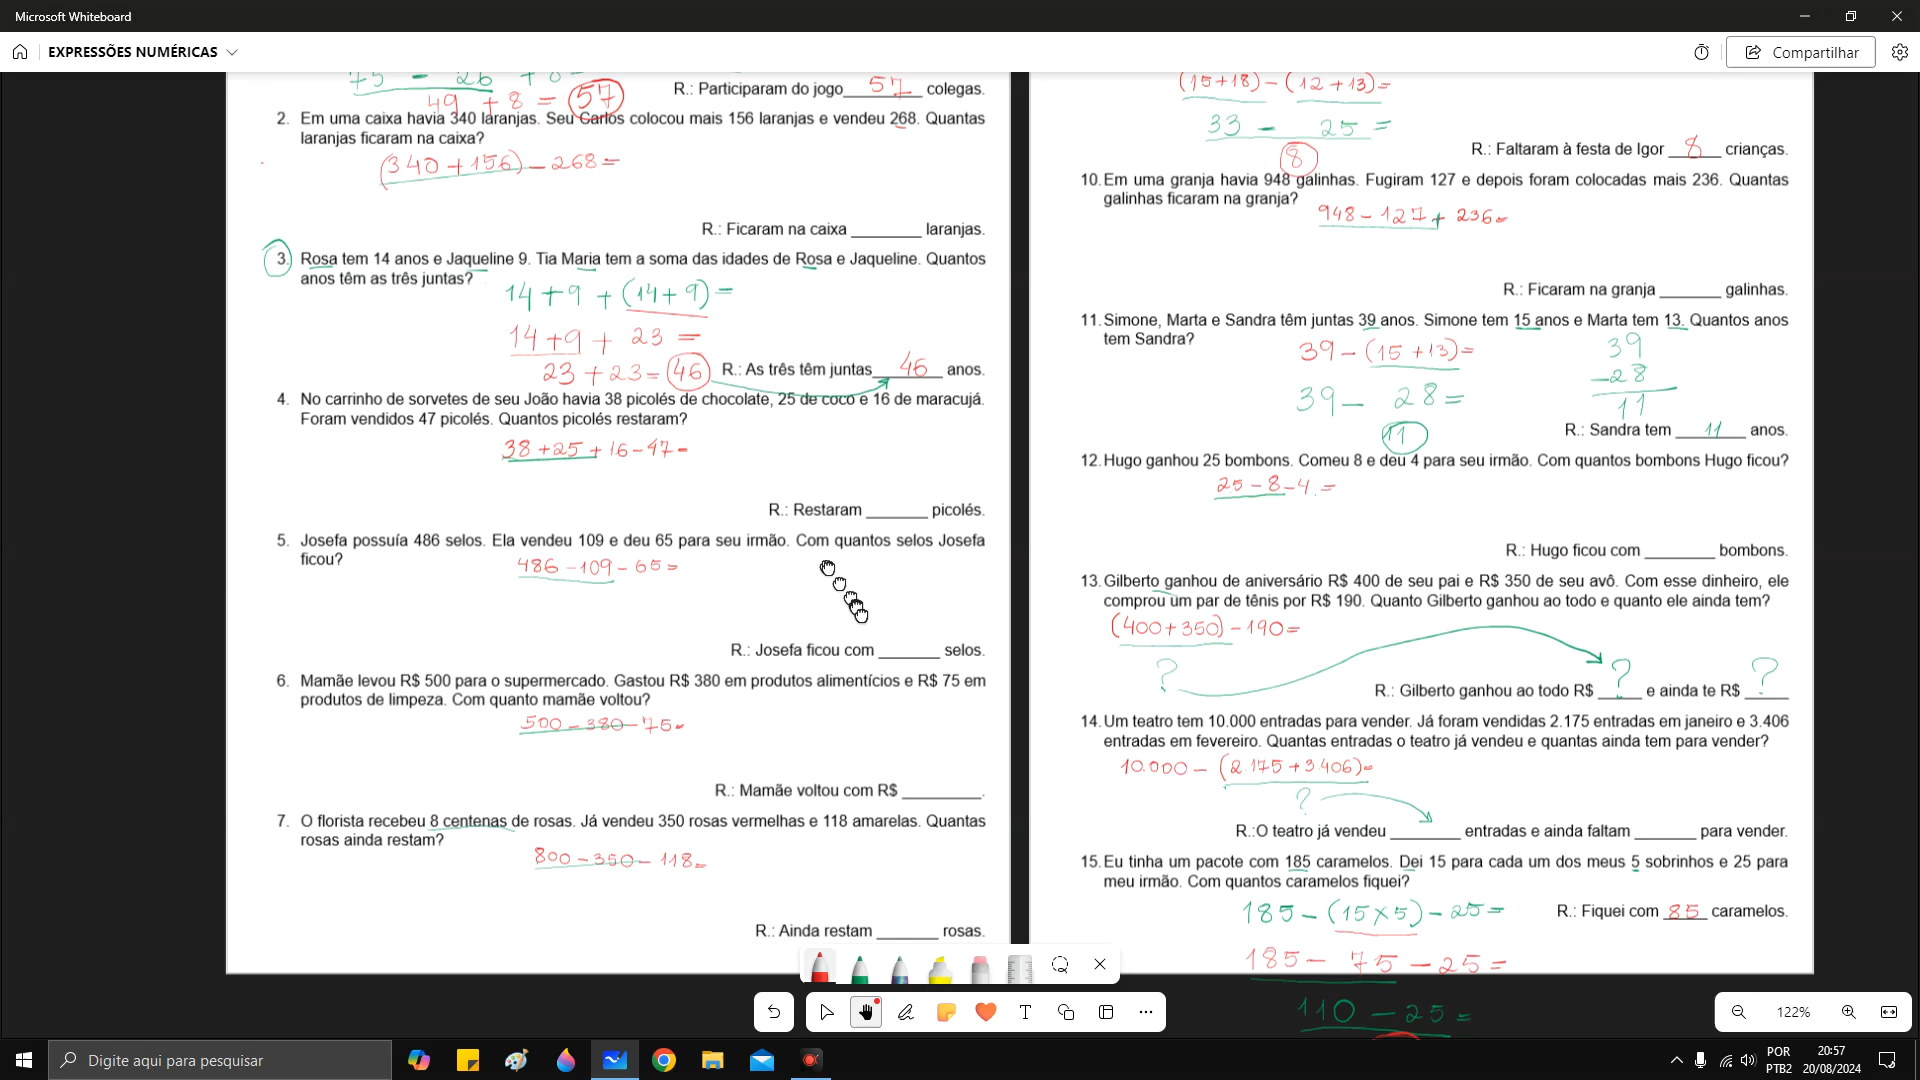 Microsoft Whiteboard
EXPRESSÕES NUMÉRICAS
Compartilhar
75 - 26 + 8 =
49 + 8 = 57
R.: Participaram do jogo 57 colegas.
2. Em uma caixa havia 340 laranjas. Seu Carlos colocou mais 156 laranjas e vendeu 268. Quantas
laranjas ficaram na caixa?
(340+156) - 268 =
R.: Ficaram na caixa ________ laranjas.
3. Rosa tem 14 anos e Jaqueline 9. Tia Maria tem a soma das idades de Rosa e Jaqueline. Quantos
anos têm as três juntas?
14 + 9 + (14 + 9) =
14 + 9 + 23 =
23 + 23 = 46
R.: As três têm juntas 46 anos.
4. No carrinho de sorvetes de seu João havia 38 picolés de chocolate, 25 de coco e 16 de maracujá.
Foram vendidos 47 picolés. Quantos picolés restaram?
38 + 25 + 16 - 47 =
R.: Restaram _______ picolés.
5. Josefa possuía 486 selos. Ela vendeu 109 e deu 65 para seu irmão. Com quantos selos Josefa
ficou?
486 - 109 - 65 =
R.: Josefa ficou com _______ selos.
6. Mamãe levou R$ 500 para o supermercado. Gastou R$ 380 em produtos alimentícios e R$ 75 em
produtos de limpeza. Com quanto mamãe voltou?
500 - 380 - 75 =
R.: Mamãe voltou com R$ _________.
7. O florista recebeu 8 centenas de rosas. Já vendeu 350 rosas vermelhas e 118 amarelas. Quantas
rosas ainda restam?
800 - 350 - 118 =
R.: Ainda restam _______ rosas.
(15+18) - (12 + 13) =
33 - 25 =
8
R.: Faltaram à festa de Igor 8 crianças.
10. Em uma granja havia 948 galinhas. Fugiram 127 e depois foram colocadas mais 236. Quantas
galinhas ficaram na granja?
948 - 127 + 236 =
R.: Ficaram na granja _______ galinhas.
11. Simone, Marta e Sandra têm juntas 39 anos. Simone tem 15 anos e Marta tem 13. Quantos anos
tem Sandra?
39 - (15 + 13) =
39 - 28 =
11
39
-28
11
R.: Sandra tem 11 anos.
12. Hugo ganhou 25 bombons. Comeu 8 e deu 4 para seu irmão. Com quantos bombons Hugo ficou?
25 - 8 - 4 =
R.: Hugo ficou com ________ bombons.
13. Gilberto ganhou de aniversário R$ 400 de seu pai e R$ 350 de seu avô. Com esse dinheiro, ele
comprou um par de tênis por R$ 190. Quanto Gilberto ganhou ao todo e quanto ele ainda tem?
(400+350) - 190 =
?
R.: Gilberto ganhou ao todo R$ ? e ainda te R$ ?
14. Um teatro tem 10.000 entradas para vender. Já foram vendidas 2.175 entradas em janeiro e 3.406
entradas em fevereiro. Quantas entradas o teatro já vendeu e quantas ainda tem para vender?
10.000 - (2.175 + 3.406) =
?
R.:O teatro já vendeu ________ entradas e ainda faltam _______ para vender.
15. Eu tinha um pacote com 185 caramelos. Dei 15 para cada um dos meus 5 sobrinhos e 25 para
meu irmão. Com quantos caramelos fiquei?
185 - (15 x 5) - 25 =
R.: Fiquei com 85 caramelos.
185 - 75 - 25 =
110 - 25 =
122%
Digite aqui para pesquisar
POR
PTB2
20:57
20/08/2024